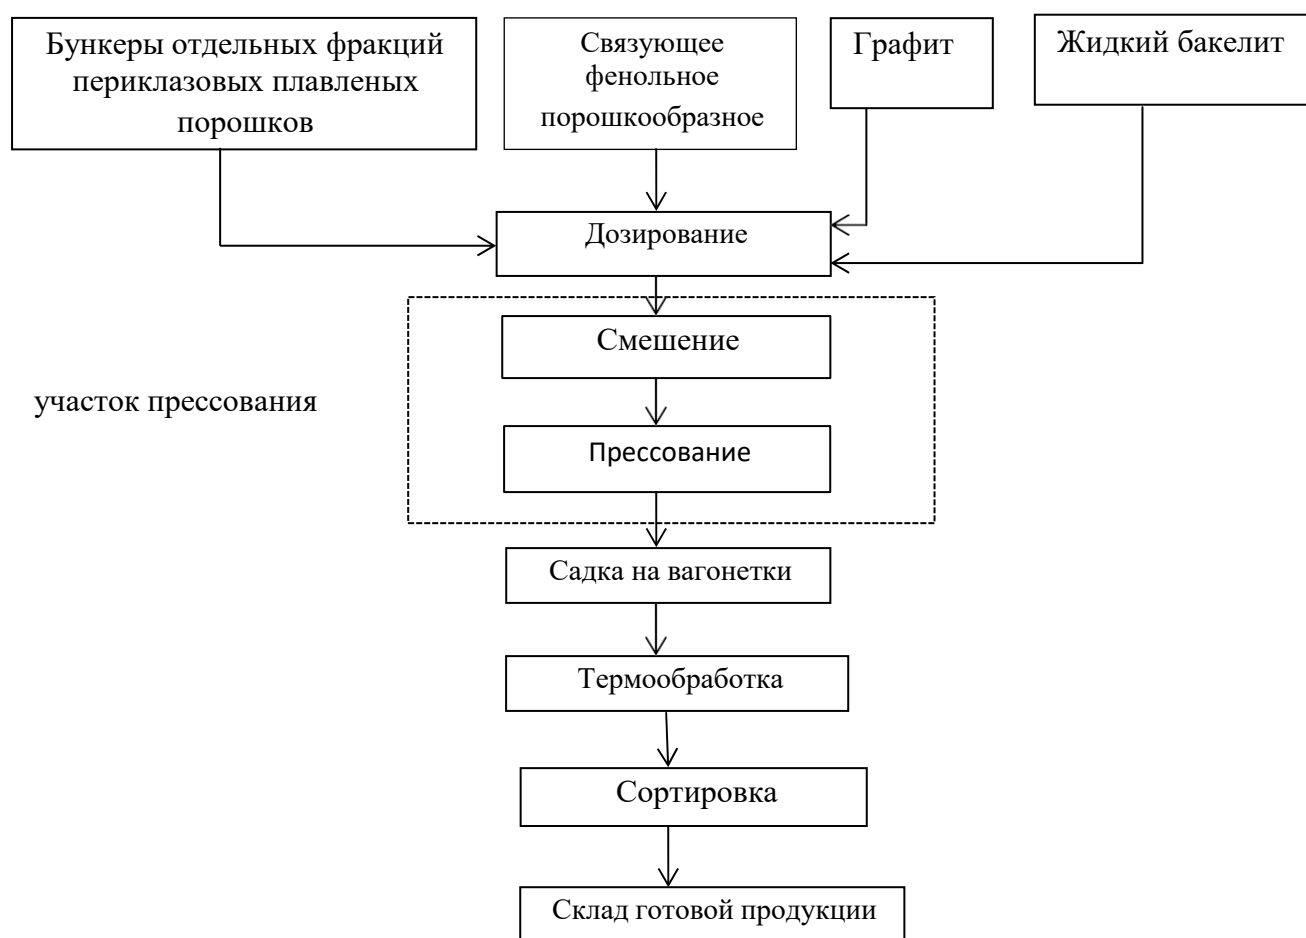 Бункеры отдельных фракций
периклазовых плавленых
порошков
Связующее
фенольное
порошкообразное
Графит
Жидкий бакелит
Дозирование
Смешение
участок прессования
Прессование
Садка на вагонетки
Термообработка
Сортировка
Склад готовой продукции